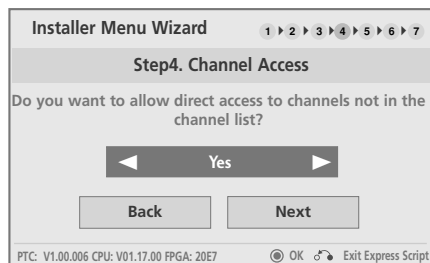 Installer Menu Wizard 1 2 3 4 5 6 7
Step4. Channel Access
Do you want to allow direct access to channels not in the
channel list?
Yes
Back Next
PTC: V1.00.006 CPU: V01.17.00 FPGA: 20E7 OK Exit Express Script